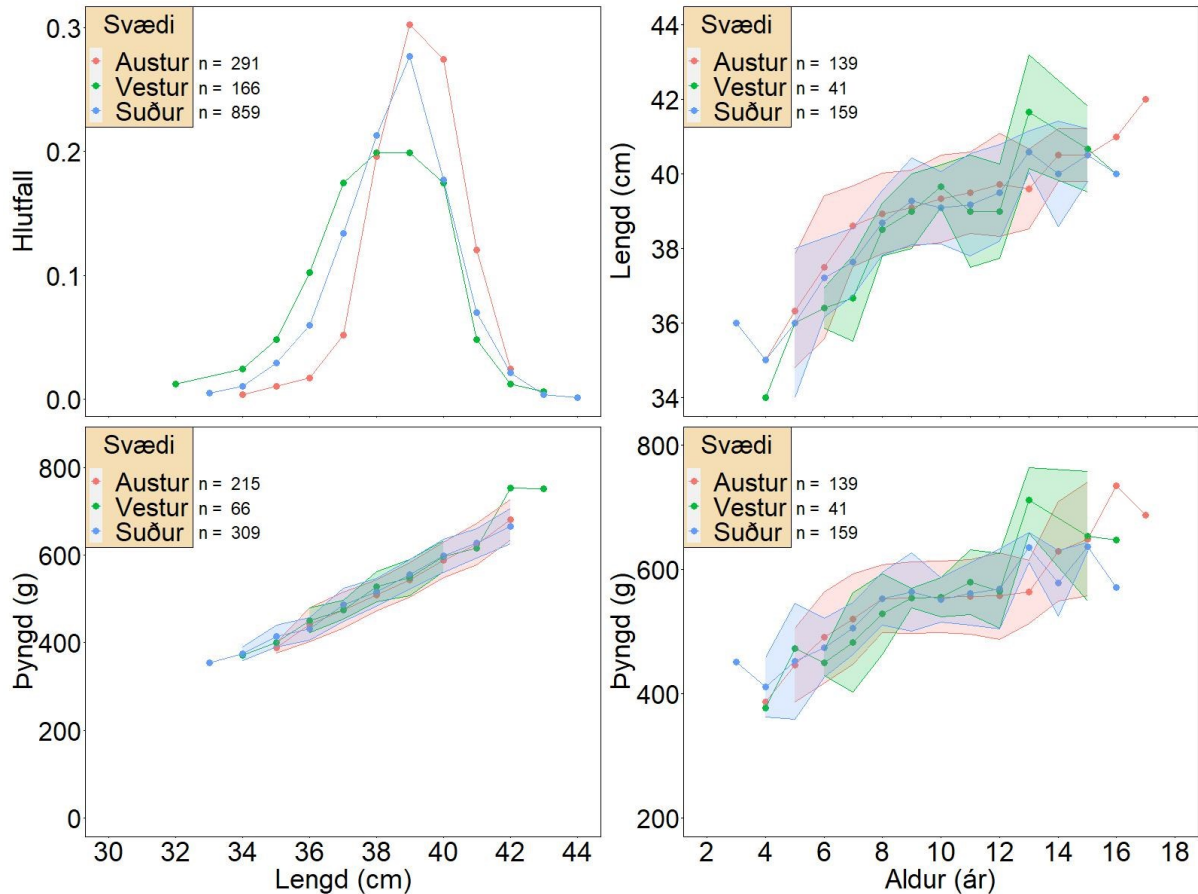 Svædi
Austur n = 291
Vestur n = 166
Suður n = 859
0.3
0.2
0.1
0.0
Hlutfall
Svædi
Austur n = 139
Vestur n = 41
Suður n = 159
44
42
40
38
36
34
Lengd (cm)
Svædi
Austur n = 215
Vestur n = 66
Suður n = 309
800
600
400
200
0
Þyngd (g)
30 32 34 36 38 40 42 44
Lengd (cm)
Svædi
Austur n = 139
Vestur n = 41
Suður n = 159
800
600
400
200
Þyngd (g)
2 4 6 8 10 12 14 16 18
Aldur (ár)